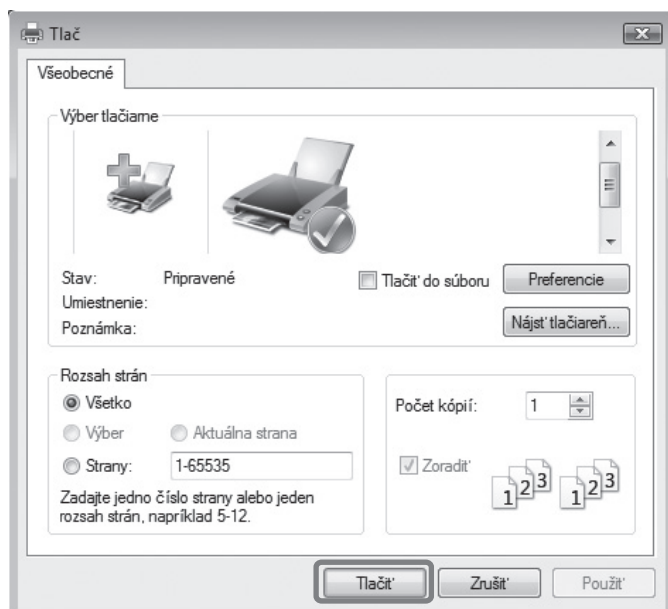 Tlač
Všeobecné
Výber tlačiarne
Stav: Pripravené
Tlačiť do súboru
Preferencie
Umiestnenie:
Poznámka:
Nájsť tlačiareň...
Rozsah strán
Všetko
Výber
Aktuálna strana
Strany: 1-65535
Zadajte jedno číslo strany alebo jeden
rozsah strán, napríklad 5-12.
Počet kópií: 1
Zoradiť
1 2 3 1 2 3
Tlačiť Zrušiť Použiť